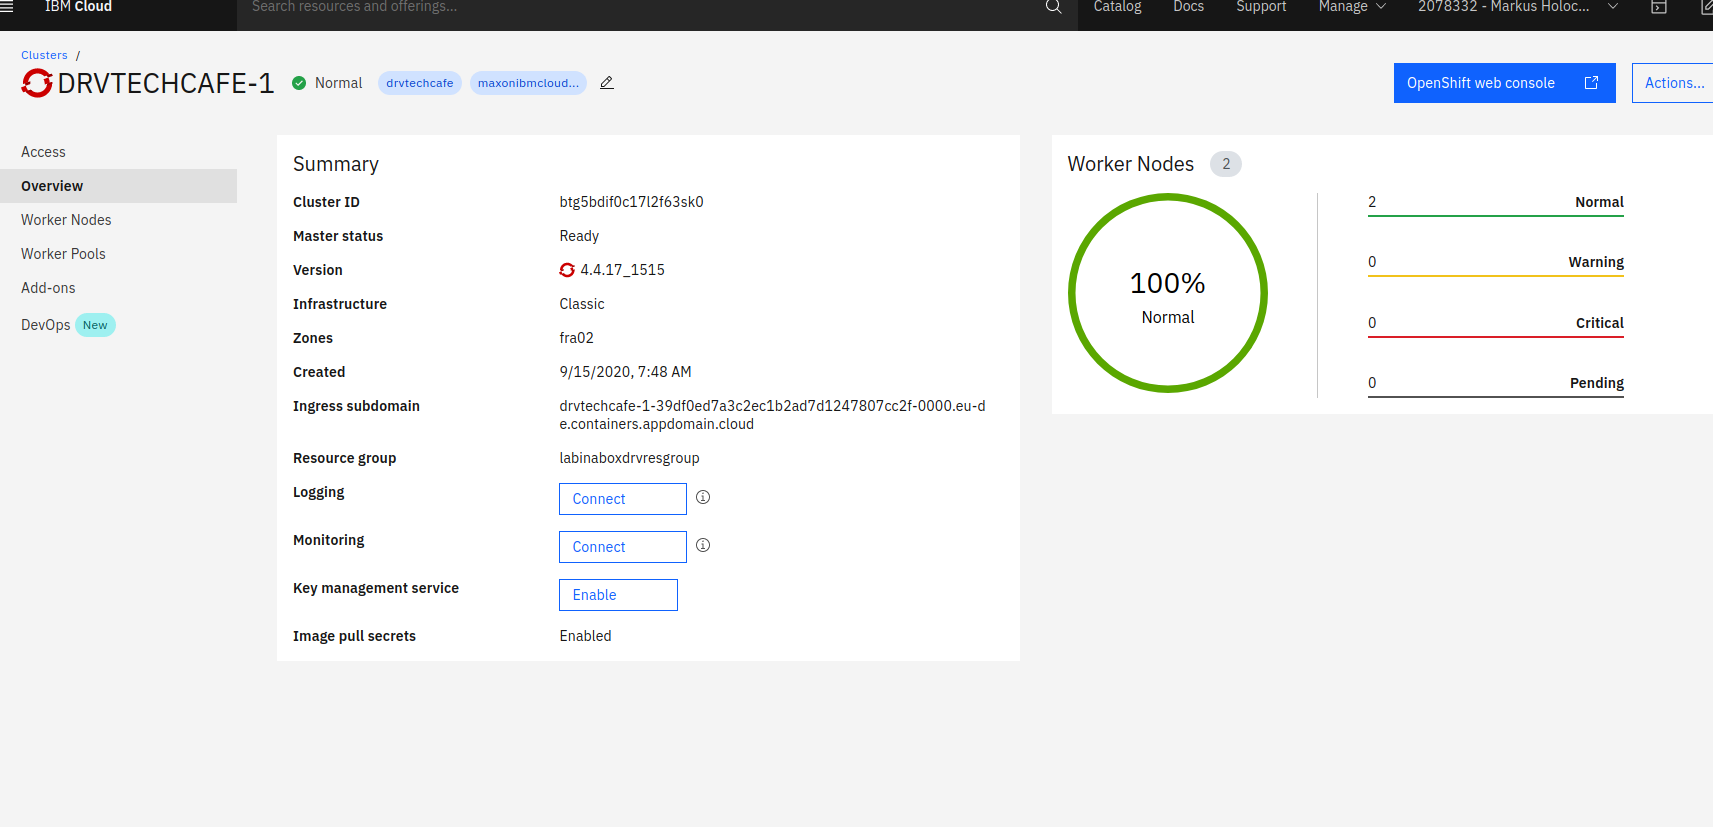 IBM Cloud
Search resources and offerings...
Catalog
Docs
Support
Manage
2078332 - Markus Holoc...
Clusters /
DRVTECHCAFE-1
Normal
drvtechcafe
maxonibmcloud...
OpenShift web console
Actions...
Access
Overview
Worker Nodes
Worker Pools
Add-ons
DevOps New
Summary
Cluster ID btg5bdif0c17l2f63sk0
Master status Ready
Version 4.4.17_1515
Infrastructure Classic
Zones fra02
Created 9/15/2020, 7:48 AM
Ingress subdomain drvtechcafe-1-39df0ed7a3c2ec1b2ad7d1247807cc2f-0000.eu-d
e.containers.appdomain.cloud
Resource group labinaboxdrvresgroup
Logging Connect
Monitoring Connect
Key management service Enable
Image pull secrets Enabled
Worker Nodes 2
100%
Normal
2 Normal
0 Warning
0 Critical
0 Pending